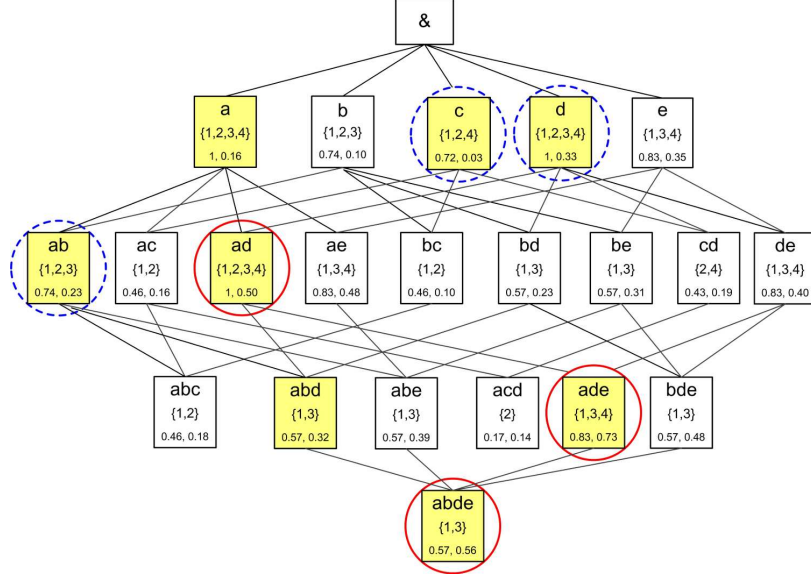 &
a b c d e
{1,2,3,4} {1,2,3} {1,2,4} {1,2,3,4} {1,3,4}
1, 0.16 0.74, 0.10 0.72, 0.03 1, 0.33 0.83, 0.35
ab ac ad ae bc bd be cd de
{1,2,3} {1,2} {1,2,3,4} {1,3,4} {1,2} {1,3} {1,3} {2,4} {1,3,4}
0.74, 0.23 0.46, 0.16 1, 0.50 0.83, 0.48 0.46, 0.10 0.57, 0.23 0.57, 0.31 0.43, 0.19 0.83, 0.40
abc abd abe acd ade bde
{1,2} {1,3} {1,3} {2} {1,3,4} {1,3}
0.46, 0.18 0.57, 0.32 0.57, 0.39 0.17, 0.14 0.83, 0.73 0.57, 0.48
abde
{1,3}
0.57, 0.56